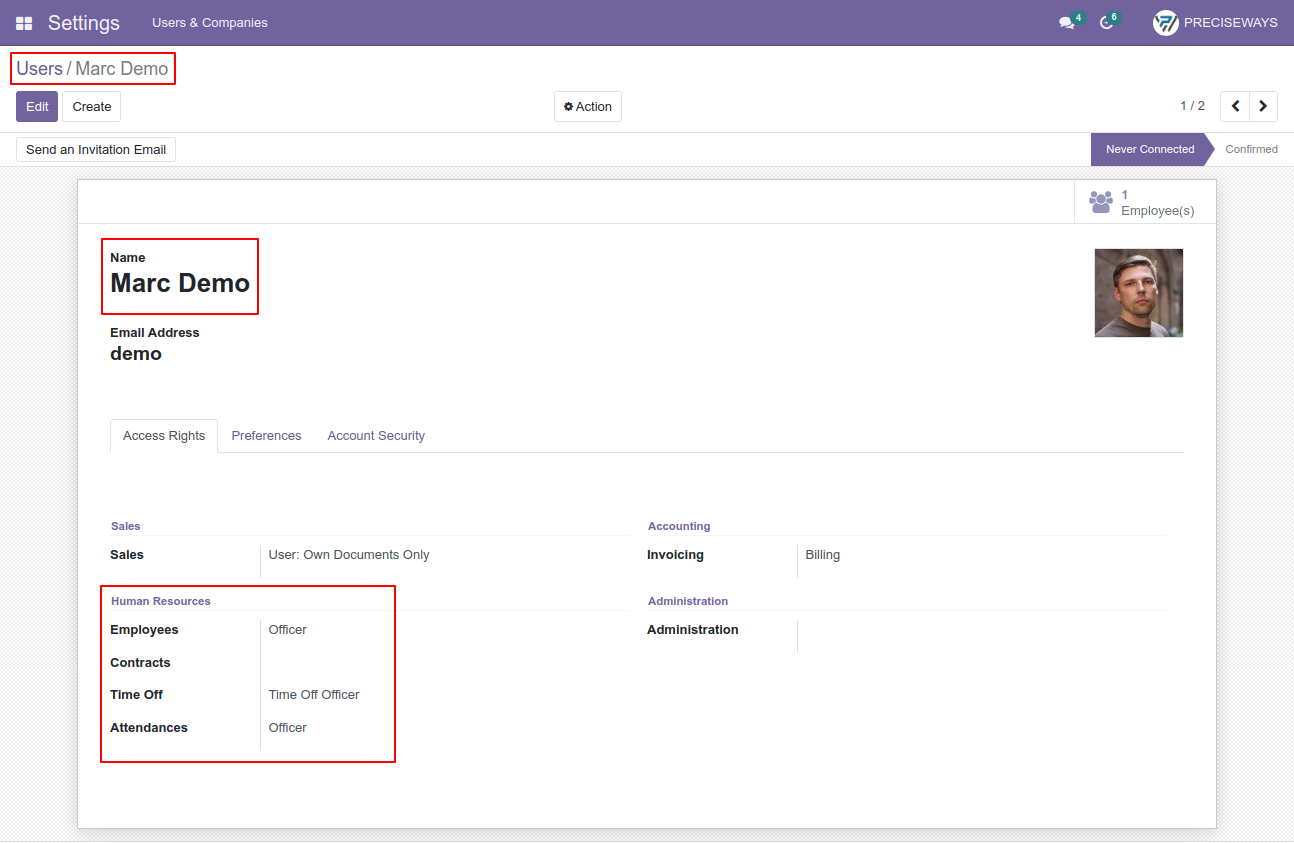 Settings Users & Companies 4 6 PRECISEWAYS
Users / Marc Demo
Edit Create Action 1 / 2
Send an Invitation Email Never Connected Confirmed
1
Employee(s)
Name
Marc Demo
Email Address
demo
Access Rights Preferences Account Security
Sales Accounting
Sales User: Own Documents Only Invoicing Billing
Human Resources Administration
Employees Officer Administration
Contracts
Time Off Time Off Officer
Attendances Officer